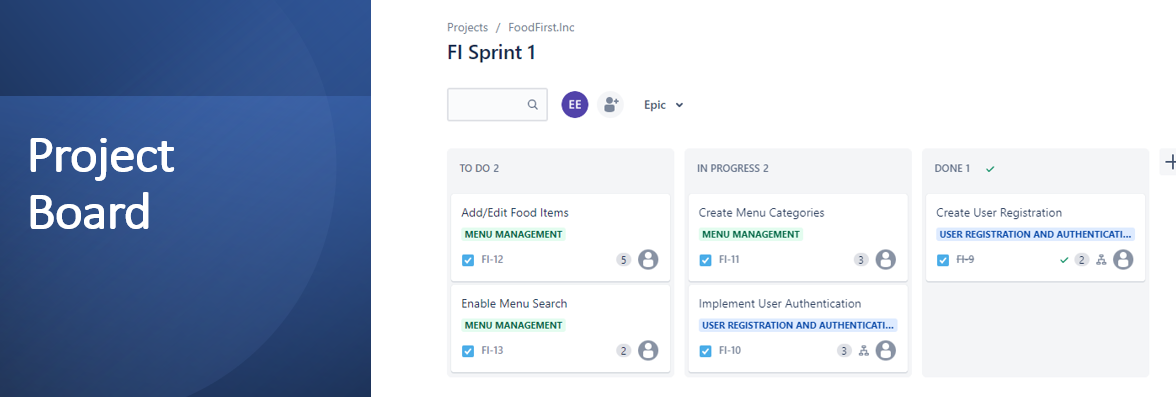 Project
Board
Projects / FoodFirst.Inc
FI Sprint 1
EE
Epic
TO DO 2
Add/Edit Food Items
MENU MANAGEMENT
FI-12
5
Enable Menu Search
MENU MANAGEMENT
FI-13
2
IN PROGRESS 2
Create Menu Categories
MENU MANAGEMENT
FI-11
3
Implement User Authentication
USER REGISTRATION AND AUTHENTICATI...
FI-10
3
DONE 1
Create User Registration
USER REGISTRATION AND AUTHENTICATI...
FI-9
2